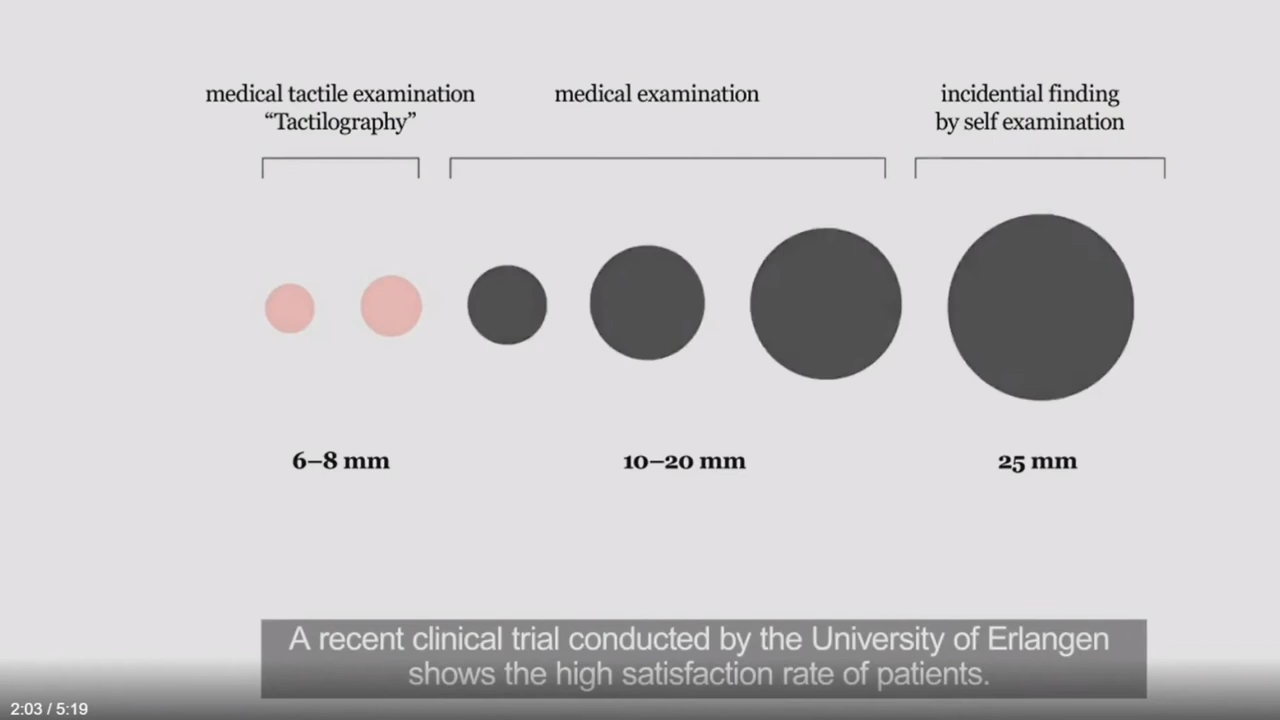 medical tactile examination
“Tactilography”
medical examination
incidential finding
by self examination
6–8 mm
10–20 mm
25 mm
A recent clinical trial conducted by the University of Erlangen
shows the high satisfaction rate of patients.
2:03 / 5:19